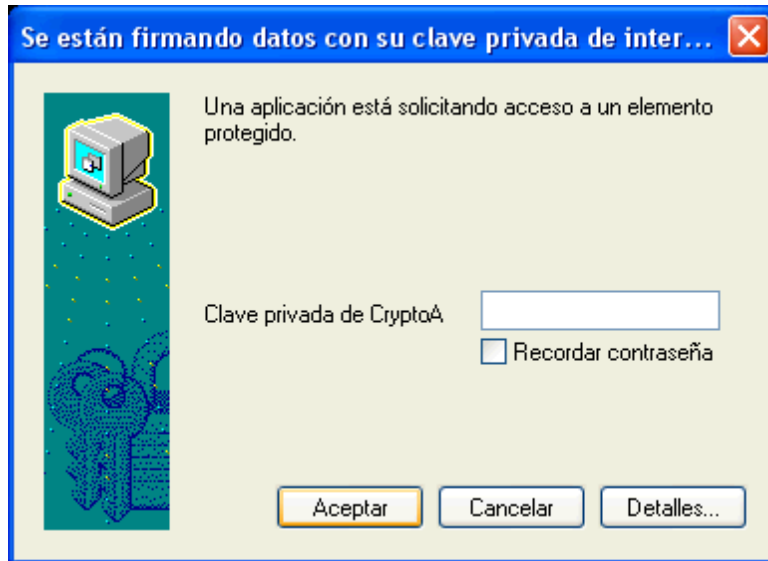 Se están firmando datos con su clave privada de inter...
Una aplicación está solicitando acceso a un elemento
protegido.
Clave privada de CryptoA
Recordar contraseña
Aceptar
Cancelar
Detalles...